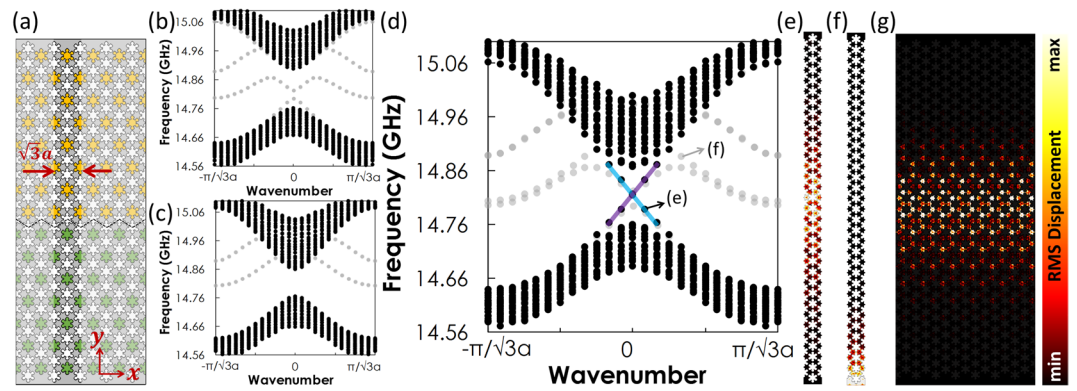 (a)
√3a
y
x
(b)
Frequency (GHz)
15.06
14.96
14.86
14.76
14.66
14.56
-π/√3a
0
π/√3a
Wavenumber
(c)
Frequency (GHz)
15.06
14.96
14.86
14.76
14.66
14.56
-π/√3a
0
π/√3a
Wavenumber
(d)
Frequency (GHz)
15.06
14.96
14.86
14.76
14.66
14.56
(f)
(e)
-π/√3a
0
π/√3a
Wavenumber
(e)
(f)
(g)
max
RMS Displacement
min